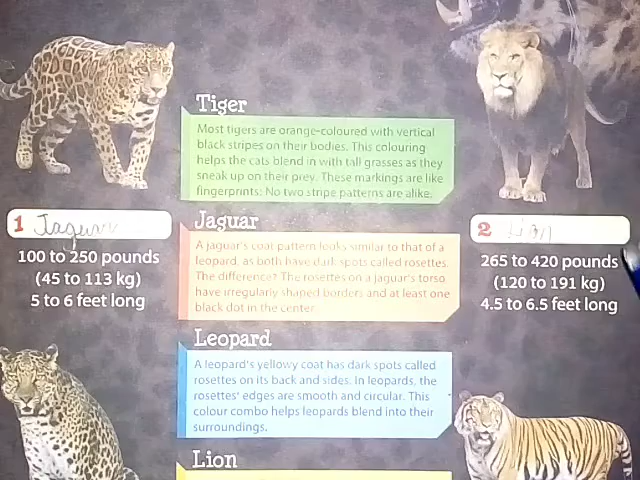 Tiger
Most tigers are orange-coloured with vertical
black stripes on their bodies. This colouring
helps the cats blend in with tall grasses as they
sneak up on their prey. These markings are like
fingerprints: No two stripe patterns are alike.
1 Jaguar
100 to 250 pounds
(45 to 113 kg)
5 to 6 feet long
Jaguar
A jaguar's coat pattern looks similar to that of a
leopard, as both have dark spots called rosettes.
The difference? The rosettes on a jaguar's torso
have irregularly shaped borders and at least one
black dot in the center.
2 Lion
265 to 420 pounds
(120 to 191 kg)
4.5 to 6.5 feet long
Leopard
A leopard's yellowy coat has dark spots called
rosettes on its back and sides. In leopards, the
rosettes' edges are smooth and circular. This
colour combo helps leopards blend into their
surroundings.
Lion